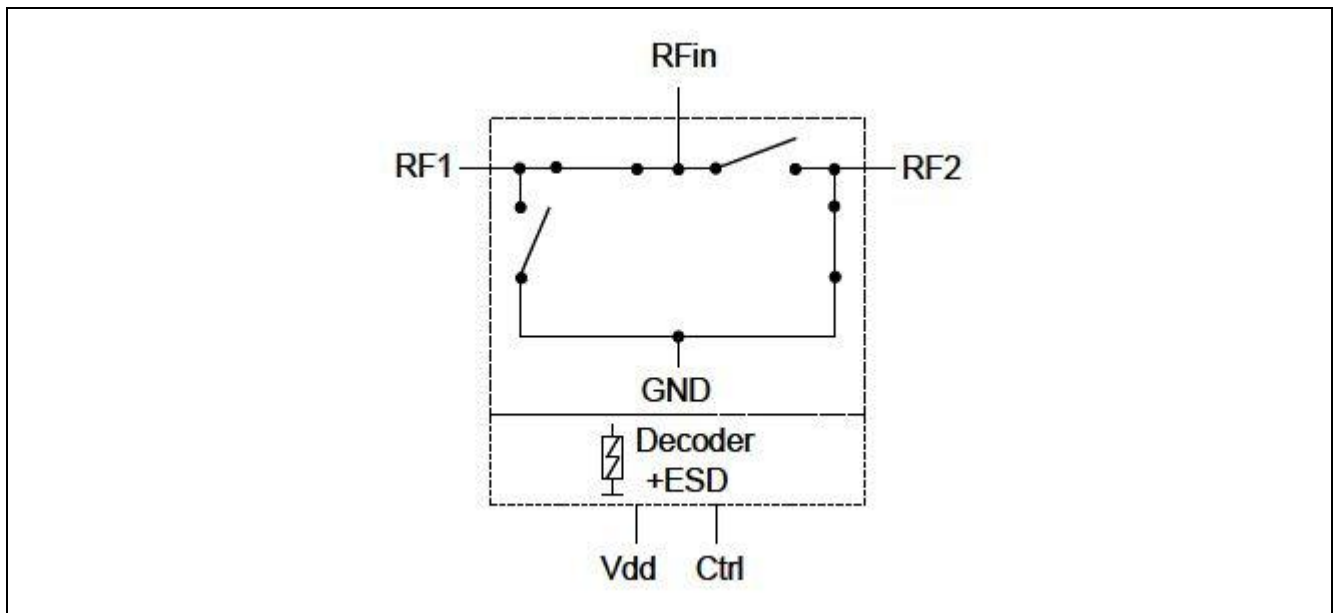 RFin
RF1
RF2
GND
Decoder
+ESD
Vdd
Ctrl